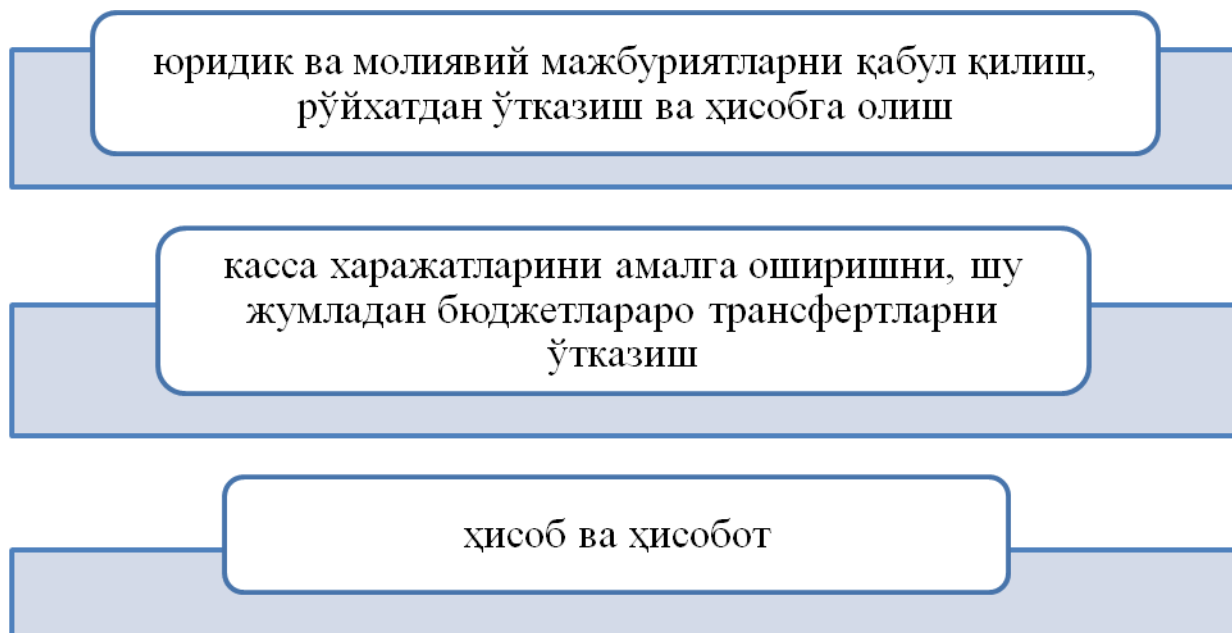 юридик ва молиявий мажбуриятларни қабул қилиш,
рўйхатдан ўтказиш ва ҳисобга олиш
касса харажатларини амалга оширишни, шу
жумладан бюджетлараро трансфертларни
ўтказиш
ҳисоб ва ҳисобот